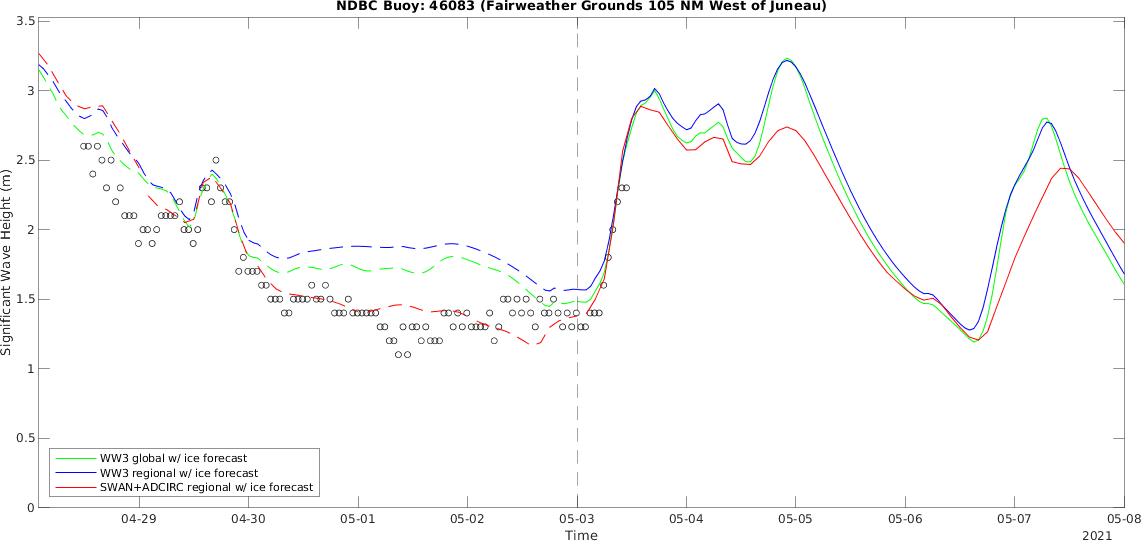 NDBC Buoy: 46083 (Fairweather Grounds 105 NM West of Juneau)
3.5
3
2.5
2
1.5
1
0.5
0
Significant Wave Height (m)
WW3 global w/ ice forecast
WW3 regional w/ ice forecast
SWAN+ADCIRC regional w/ ice forecast
04-29 04-30 05-01 05-02 05-03 05-04 05-05 05-06 05-07 05-08
Time
2021